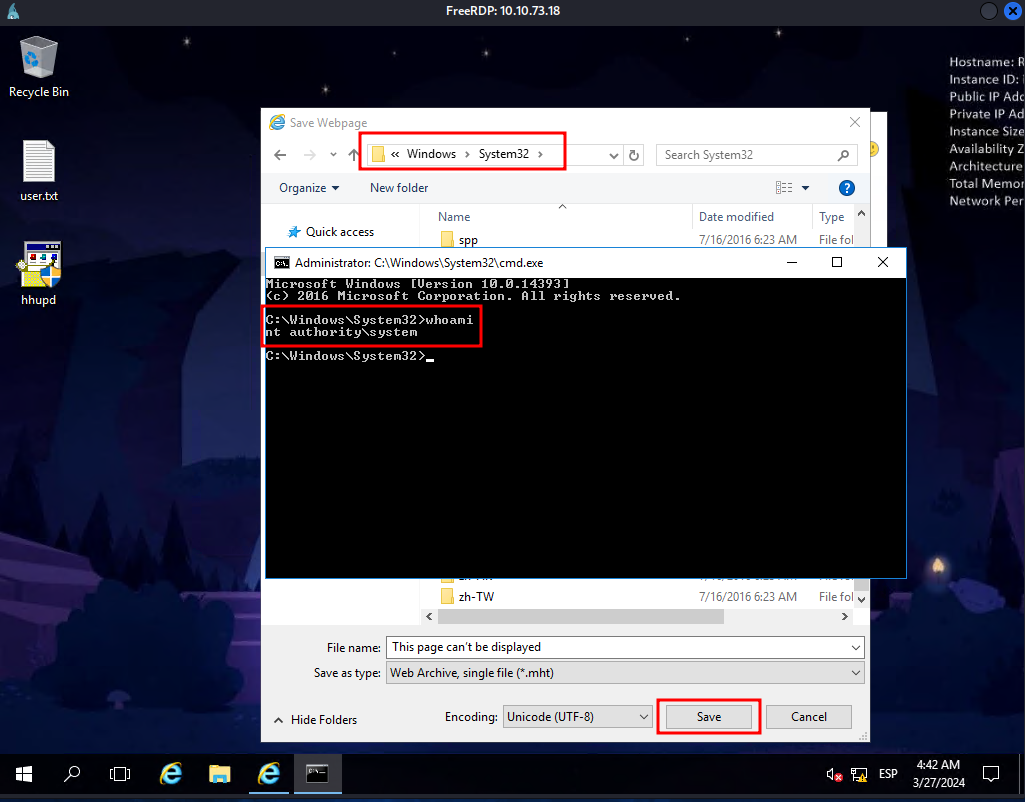 FreeRDP: 10.10.73.18
Recycle Bin
user.txt
hhupd
Hostname: R
Instance ID: i
Public IP Add
Private IP Ad
Instance Size
Availability Z
Architecture
Total Memor
Network Per
Save Webpage
« Windows › System32 ›
Search System32
Organize
New folder
Quick access
Name
Date modified
Type
spp
7/16/2016 6:23 AM
File fol
Administrator: C:\Windows\System32\cmd.exe
Microsoft Windows [Version 10.0.14393]
(c) 2016 Microsoft Corporation. All rights reserved.
C:\Windows\System32>whoami
nt authority\system
C:\Windows\System32>
zh-TW
7/16/2016 6:23 AM
File fol
File name:
This page can't be displayed
Save as type:
Web Archive, single file (*.mht)
Hide Folders
Encoding:
Unicode (UTF-8)
Save
Cancel
ESP
4:42 AM
3/27/2024